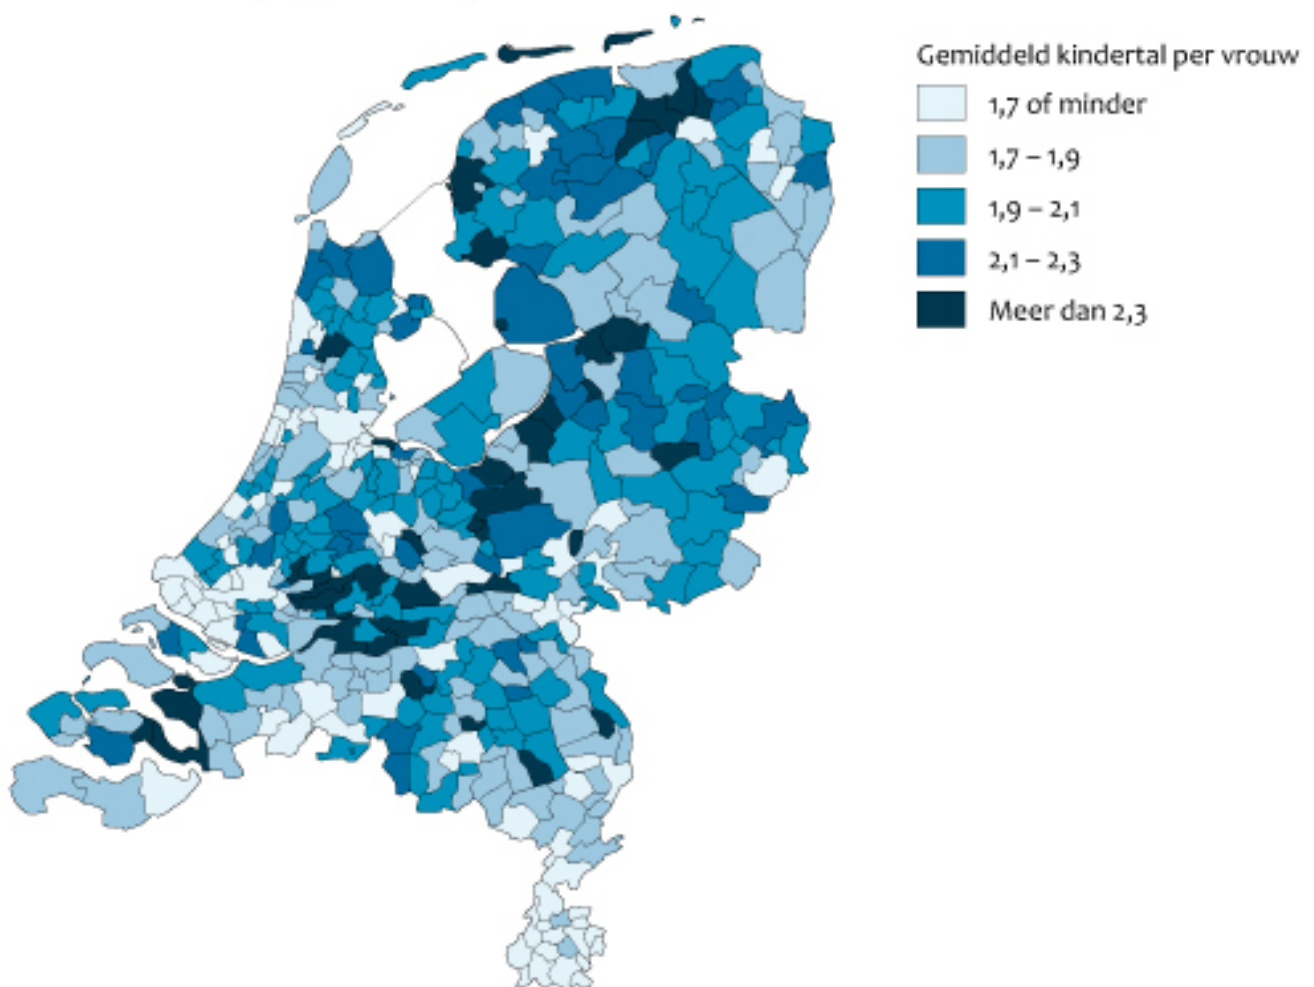 Gemiddeld kindertal per vrouw
1,7 of minder
1,7 – 1,9
1,9 – 2,1
2,1 – 2,3
Meer dan 2,3